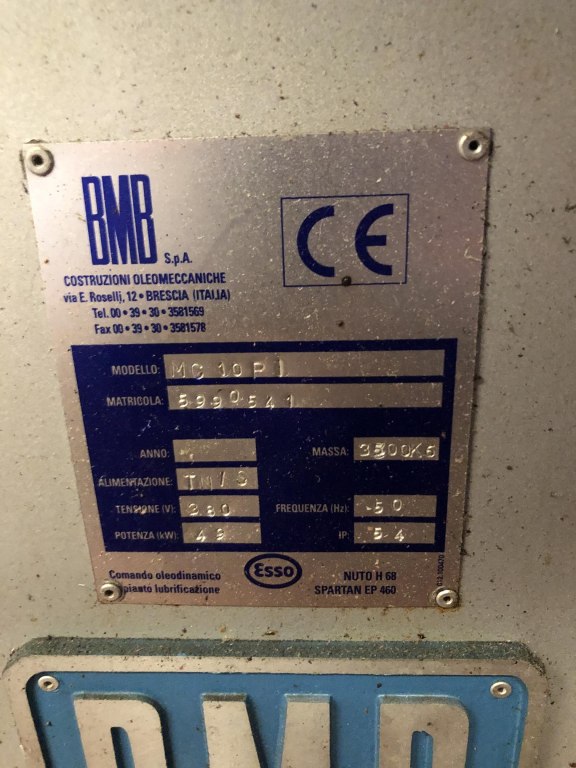 BMB S.p.A.
CE
COSTRUZIONI OLEOMECCANICHE
via E. Roselli, 12 • BRESCIA (ITALIA)
Tel. 00 • 39 • 30 • 3581569
Fax 00 • 39 • 30 • 3581578
MODELLO: MC 10 PI
MATRICOLA: 5990541
ANNO: MASSA: 3500KG
ALIMENTAZIONE: TN/S
TENSIONE (V): 380 FREQUENZA (Hz): 50
POTENZA (kW): 49 IP: 54
Comando oleodinamico Esso NUTO H 68
impianto lubrificazione SPARTAN EP 460
BMB